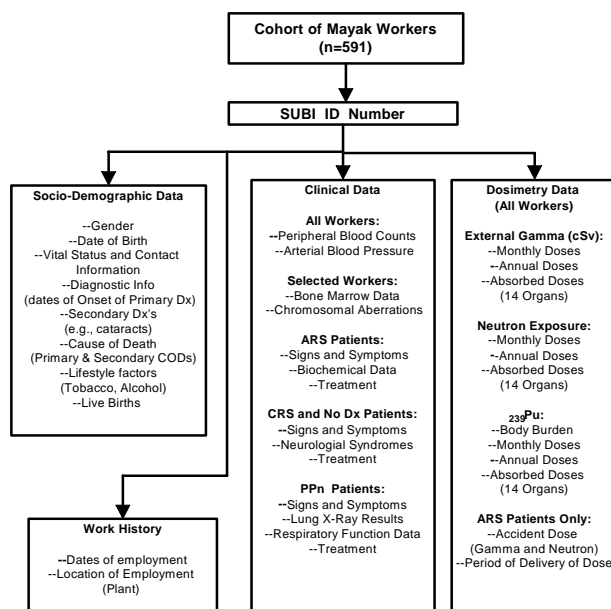 Cohort of Mayak Workers
(n=591)
SUBI ID Number
Socio-Demographic Data
--Gender
--Date of Birth
--Vital Status and Contact
Information
--Diagnostic Info
(dates of Onset of Primary Dx)
--Secondary Dx's
(e.g., cataracts)
--Cause of Death
(Primary & Secondary CODs)
--Lifestyle factors
(Tobacco, Alcohol)
--Live Births
Work History
--Dates of employment
--Location of Employment
(Plant)
Clinical Data
All Workers:
--Peripheral Blood Counts
--Arterial Blood Pressure
Selected Workers:
--Bone Marrow Data
--Chromosomal Aberrations
ARS Patients:
--Signs and Symptoms
--Biochemical Data
--Treatment
CRS and No Dx Patients:
--Signs and Symptoms
--Neurologial Syndromes
--Treatment
PPn Patients:
--Signs and Symptoms
--Lung X-Ray Results
--Respiratory Function Data
--Treatment
Dosimetry Data
(All Workers)
External Gamma (cSv):
--Monthly Doses
--Annual Doses
--Absorbed Doses
(14 Organs)
Neutron Exposure:
--Monthly Doses
--Annual Doses
--Absorbed Doses
(14 Organs)
239Pu:
--Body Burden
--Monthly Doses
--Annual Doses
--Absorbed Doses
(14 Organs)
ARS Patients Only:
--Accident Dose
(Gamma and Neutron)
--Period of Delivery of Dose